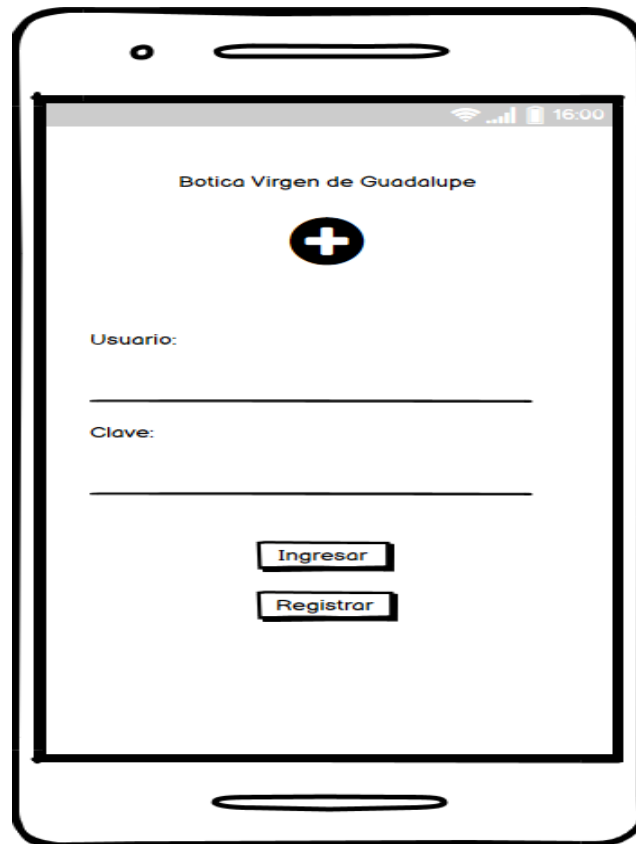 16:00
Botica Virgen de Guadalupe
Usuario:
Clave:
Ingresar
Registrar